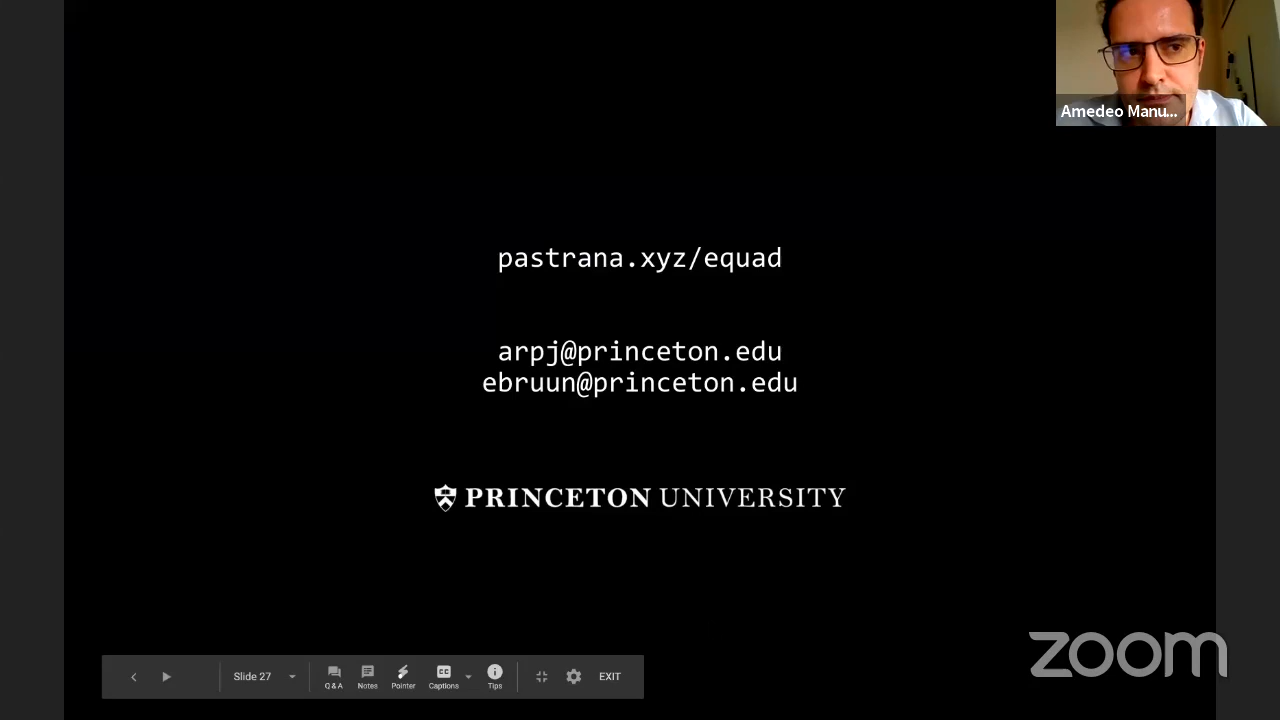 Amedeo Manu...
pastrana.xyz/equad
arpj@princeton.edu
ebruun@princeton.edu
PRINCETON UNIVERSITY
zoom
Slide 27
Q & A
Notes
Pointer
CC
Captions
Tips
EXIT